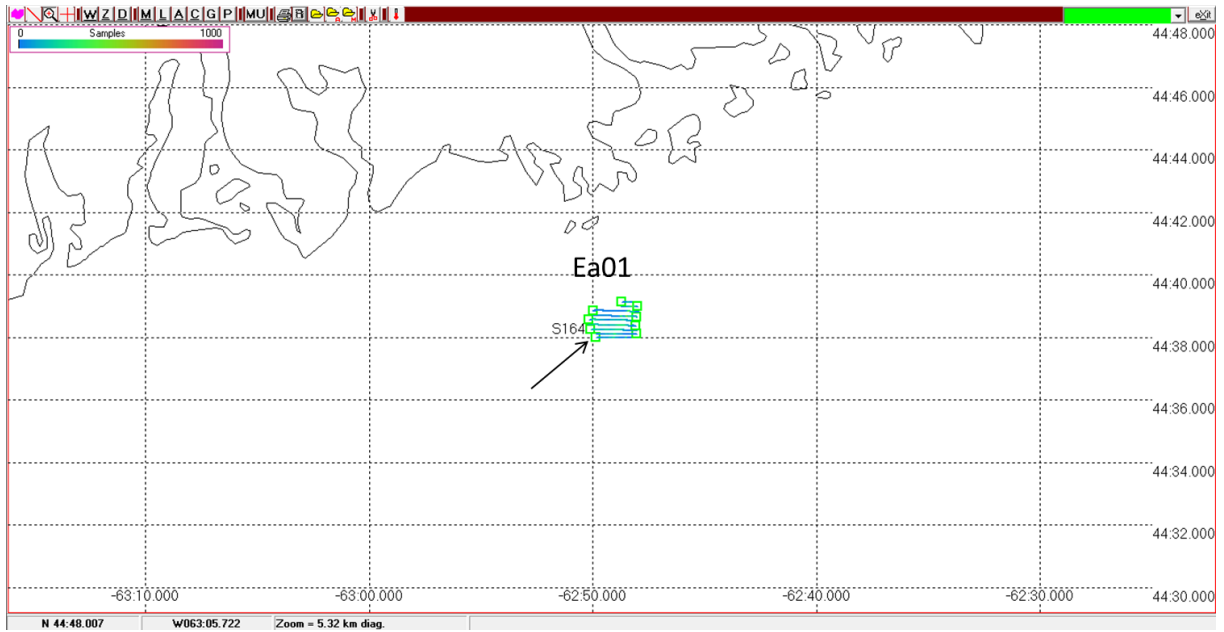 W Z D M L A C G P MU R eXit
0 Samples 1000
44:48.000
44:46.000
44:44.000
44:42.000
Ea01
44:40.000
S164
44:38.000
44:36.000
44:34.000
44:32.000
-63:10.000 -63:00.000 -62:50.000 -62:40.000 -62:30.000 44:30.000
N 44:48.007 W063:05.722 Zoom = 5.32 km diag.